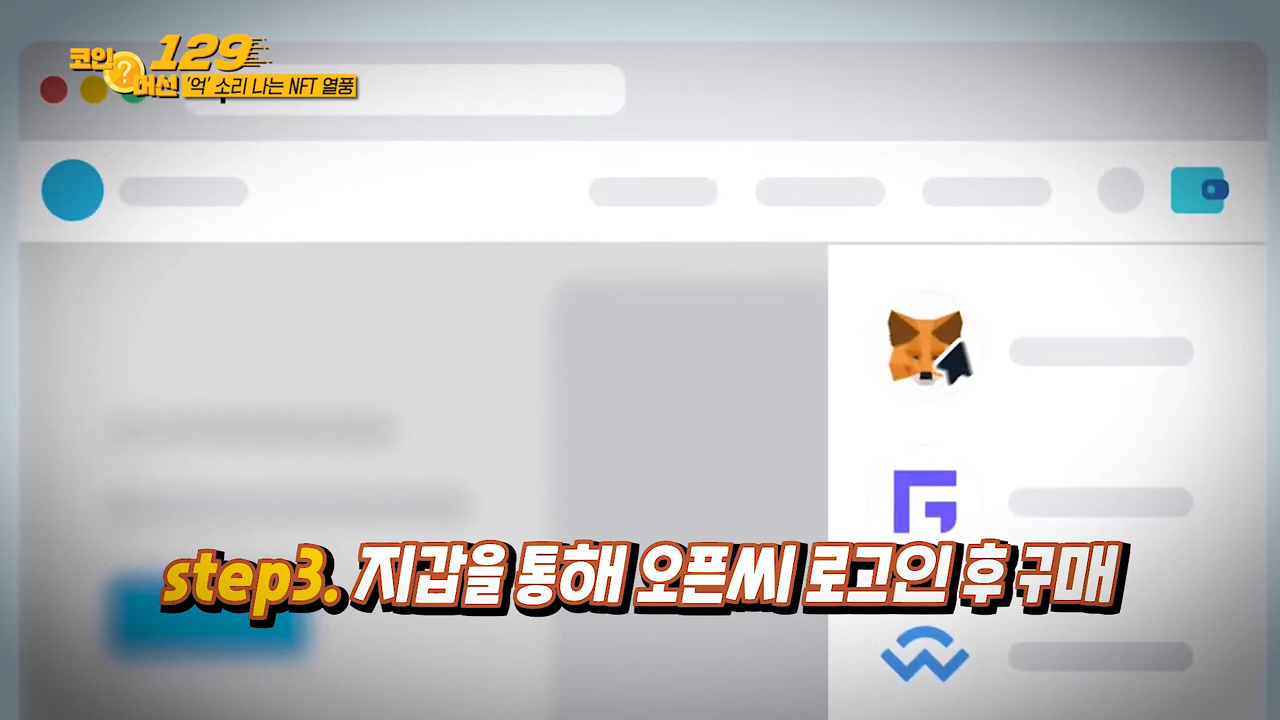 코인 129
머선 '억' 소리 나는 NFT 열풍
step3. 지갑을 통해 오픈씨 로그인 후 구매